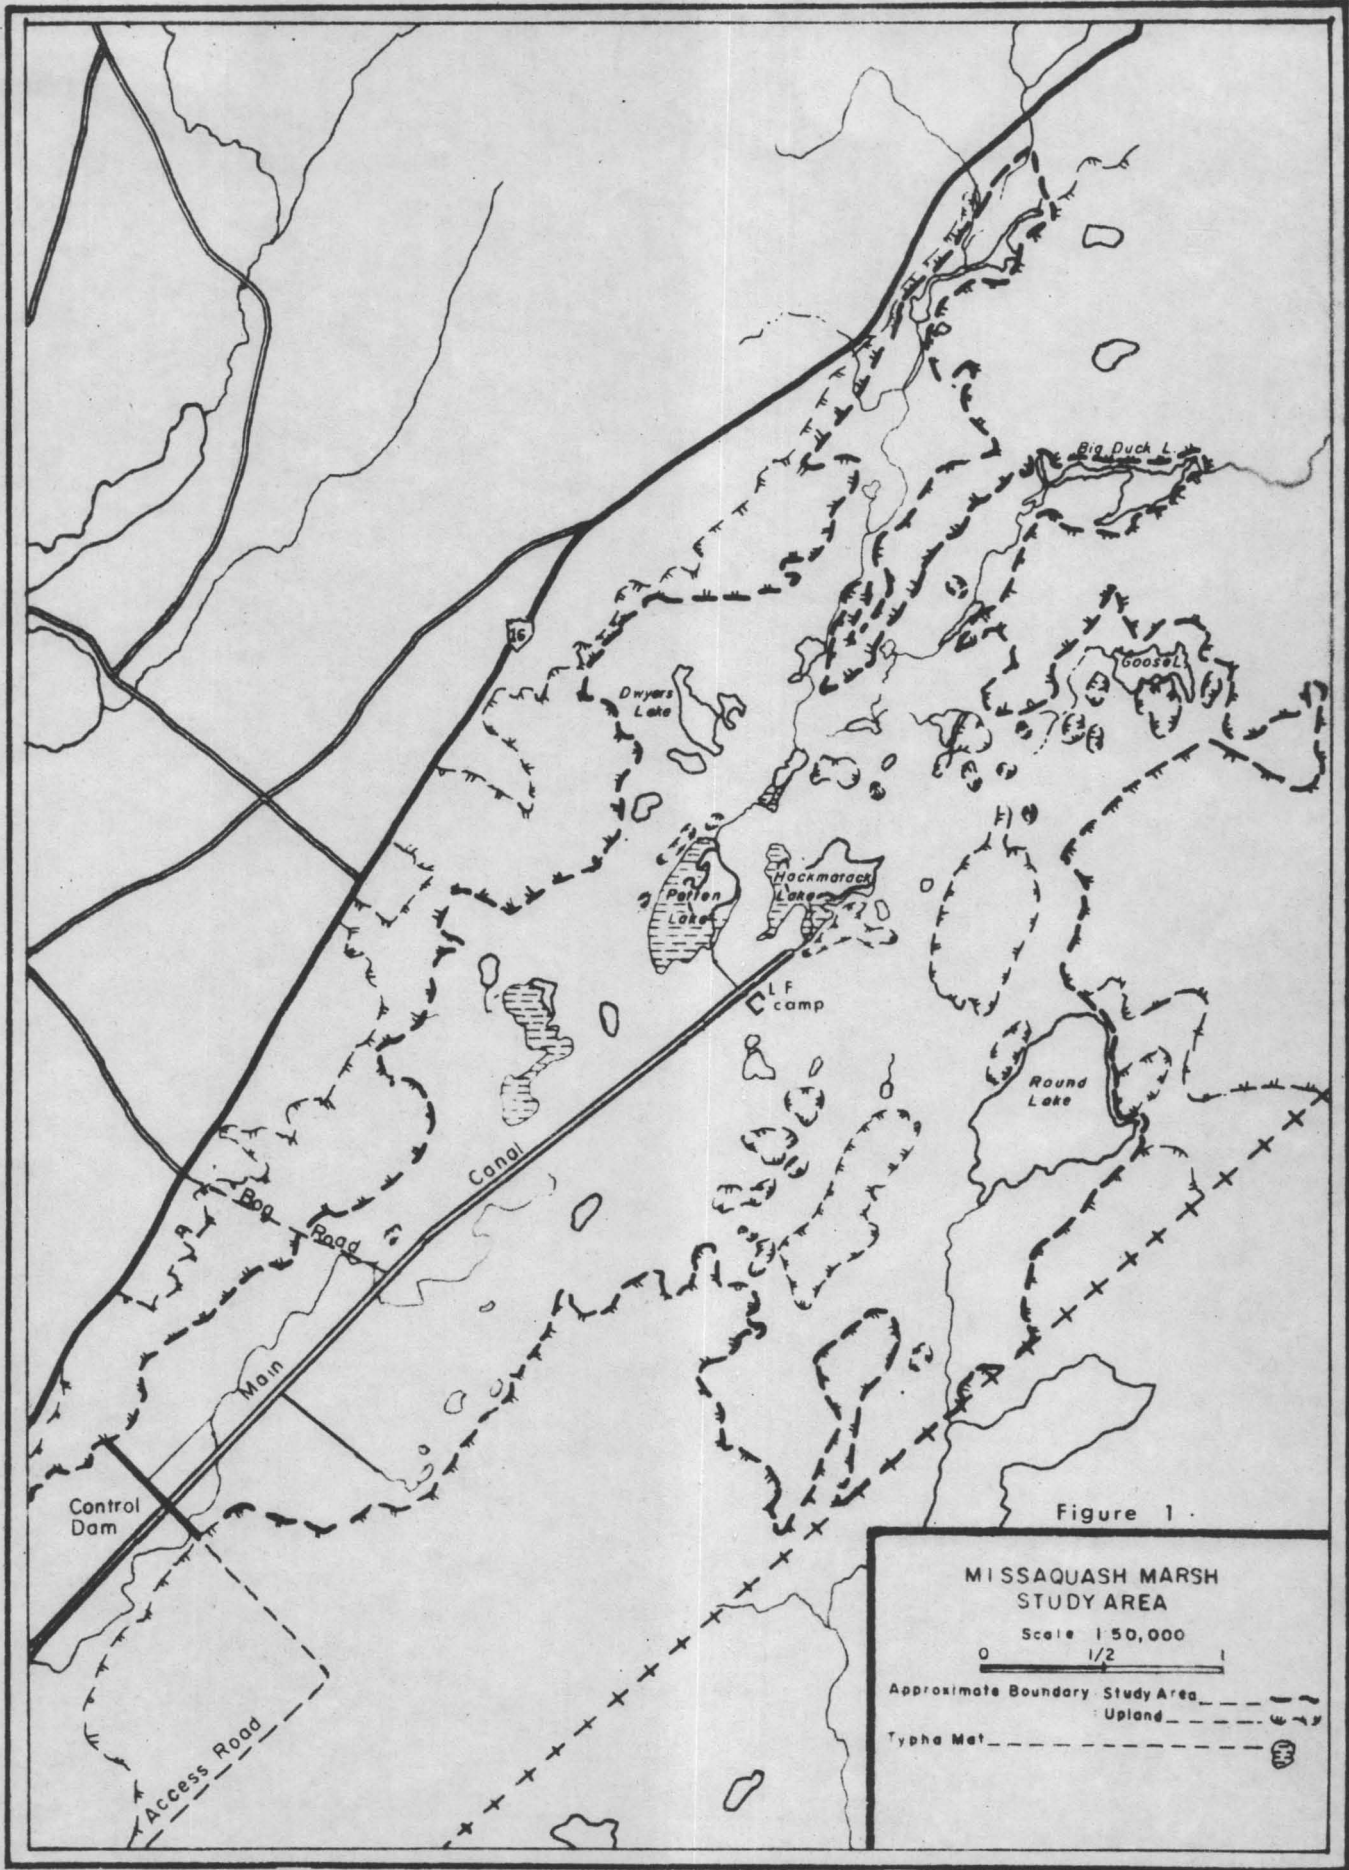 Big Duck L.
16
Goose L.
Dwyers
Lake
Hackmatack
Lake
Patten
Lake
L F
camp
Round
Lake
Canal
Bog Road
Main
Control
Dam
Access Road
Figure 1
MISSAQUASH MARSH
STUDY AREA
Scale 1:50,000
0 1/2 1
Approximate Boundary Study Area
Upland
Typha Mat